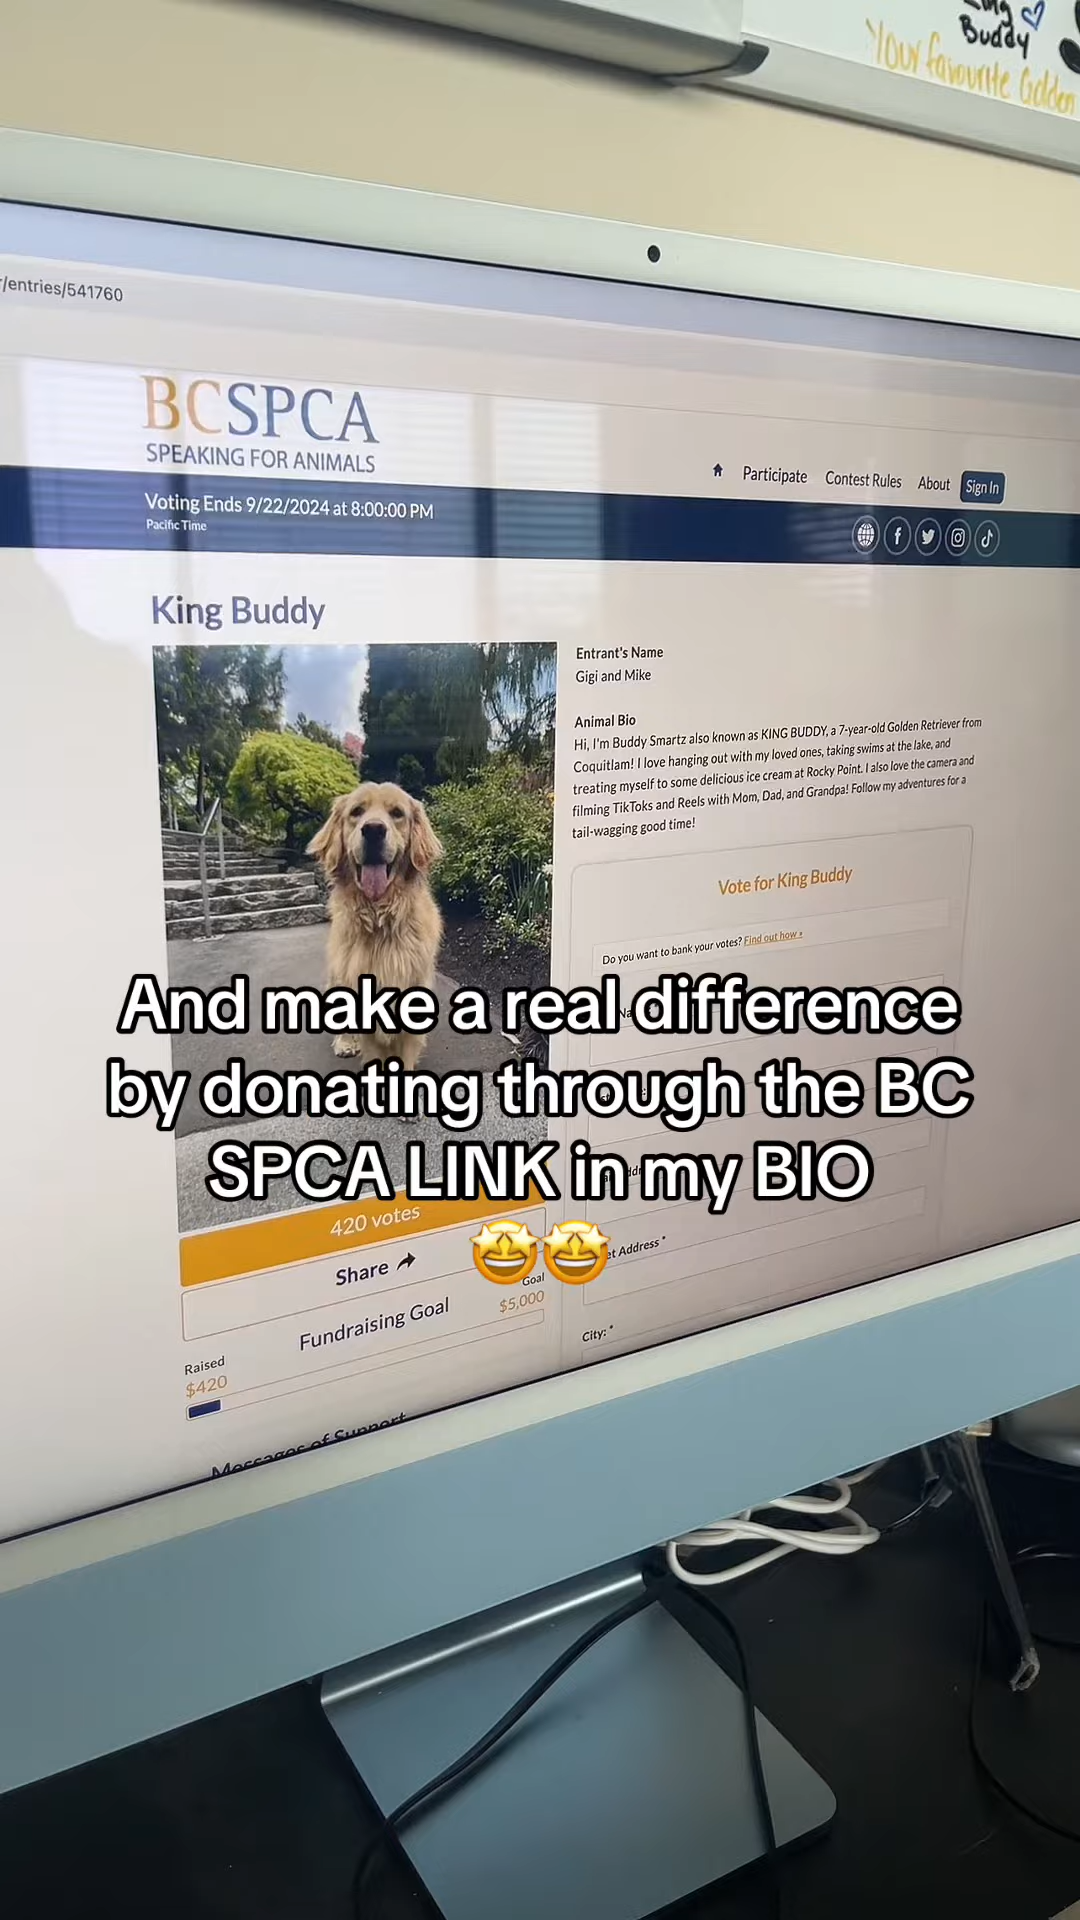 Buddy
Your favourite Golden
/entries/541760
BCSPCA
SPEAKING FOR ANIMALS
Participate
Contest Rules
About
Sign In
Voting Ends 9/22/2024 at 8:00:00 PM
Pacific Time
King Buddy
Entrant's Name
Gigi and Mike
Animal Bio
Hi, I'm Buddy Smartz also known as KING BUDDY, a 7-year-old Golden Retriever from
Coquitlam! I love hanging out with my loved ones, taking swims at the lake, and
treating myself to some delicious ice cream at Rocky Point. I also love the camera and
filming TikToks and Reels with Mom, Dad, and Grandpa! Follow my adventures for a
tail-wagging good time!
Vote for King Buddy
Do you want to bank your votes? Find out how »
And make a real difference
by donating through the BC
SPCA LINK in my BIO
🤩🤩
420 votes
Share
Address *
City: *
Fundraising Goal
Goal
$5,000
Raised
$420
Messages of Support